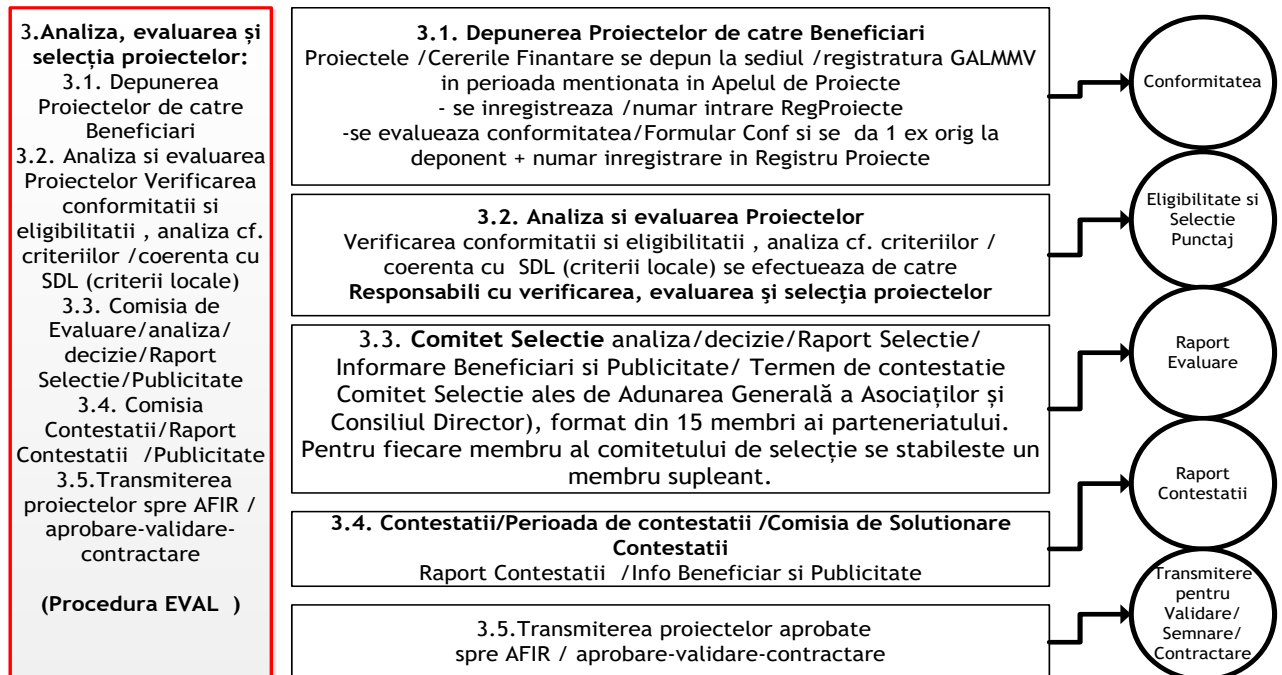 3.Analiza, evaluarea și
selecția proiectelor:
3.1. Depunerea
Proiectelor de catre
Beneficiari
3.2. Analiza si evaluarea
Proiectelor Verificarea
conformitatii si
eligibilitatii , analiza cf.
criteriilor /coerenta cu
SDL (criterii locale)
3.3. Comisia de
Evaluare/analiza/
decizie/Raport
Selectie/Publicitate
3.4. Comisia
Contestatii/Raport
Contestatii /Publicitate
3.5.Transmiterea
proiectelor spre AFIR /
aprobare-validare-
contractare
(Procedura EVAL )
3.1. Depunerea Proiectelor de catre Beneficiari
Proiectele /Cererile Finantare se depun la sediul /registratura GALMMV
in perioada mentionata in Apelul de Proiecte
- se inregistreaza /numar intrare RegProiecte
-se evalueaza conformitatea/Formular Conf si se da 1 ex orig la
deponent + numar inregistrare in Registru Proiecte
Conformitatea
3.2. Analiza si evaluarea Proiectelor
Verificarea conformitatii si eligibilitatii , analiza cf. criteriilor /
coerenta cu SDL (criterii locale) se efectueaza de catre
Responsabili cu verificarea, evaluarea şi selecţia proiectelor
Eligibilitate si
Selectie
Punctaj
3.3. Comitet Selectie analiza/decizie/Raport Selectie/
Informare Beneficiari si Publicitate/ Termen de contestatie
Comitet Selectie ales de Adunarea Generală a Asociaților și
Consiliul Director), format din 15 membri ai parteneriatului.
Pentru fiecare membru al comitetului de selecție se stabileste un
membru supleant.
Raport
Evaluare
3.4. Contestatii/Perioada de contestatii /Comisia de Solutionare
Contestatii
Raport Contestatii /Info Beneficiar si Publicitate
Raport
Contestatii
3.5.Transmiterea proiectelor aprobate
spre AFIR / aprobare-validare-contractare
Transmitere
pentru
Validare/
Semnare/
Contractare